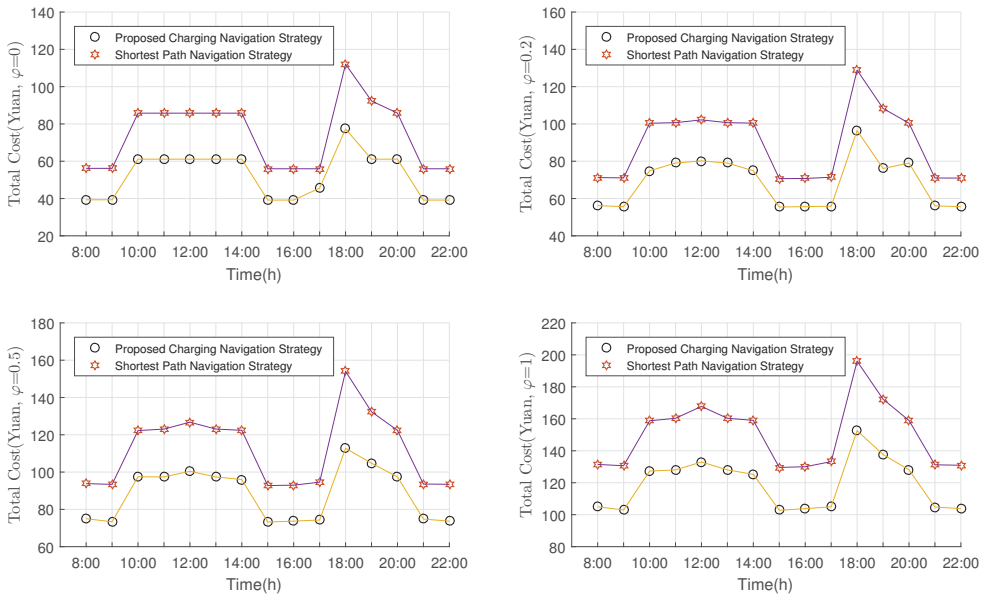 140
120
100
80
60
40
20
Total Cost(Yuan, φ=0)
Proposed Charging Navigation Strategy
Shortest Path Navigation Strategy
8:00 10:00 12:00 14:00 16:00 18:00 20:00 22:00
Time(h)
160
140
120
100
80
60
40
Total Cost(Yuan, φ=0.2)
Proposed Charging Navigation Strategy
Shortest Path Navigation Strategy
8:00 10:00 12:00 14:00 16:00 18:00 20:00 22:00
Time(h)
180
160
140
120
100
80
60
Total Cost(Yuan, φ=0.5)
Proposed Charging Navigation Strategy
Shortest Path Navigation Strategy
8:00 10:00 12:00 14:00 16:00 18:00 20:00 22:00
Time(h)
220
200
180
160
140
120
100
80
Total Cost(Yuan, φ=1)
Proposed Charging Navigation Strategy
Shortest Path Navigation Strategy
8:00 10:00 12:00 14:00 16:00 18:00 20:00 22:00
Time(h)